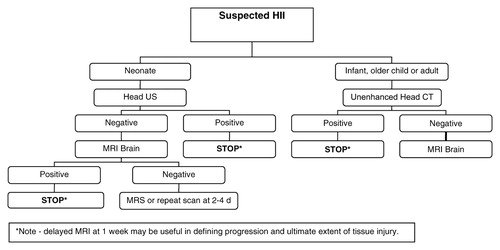 Suspected HII
Neonate
Infant, older child or adult
Head US
Unenhanced Head CT
Negative
Positive
Positive
Negative
MRI Brain
STOP*
STOP*
MRI Brain
Positive
Negative
STOP*
MRS or repeat scan at 2-4 d
*Note - delayed MRI at 1 week may be useful in defining progression and ultimate extent of tissue injury.